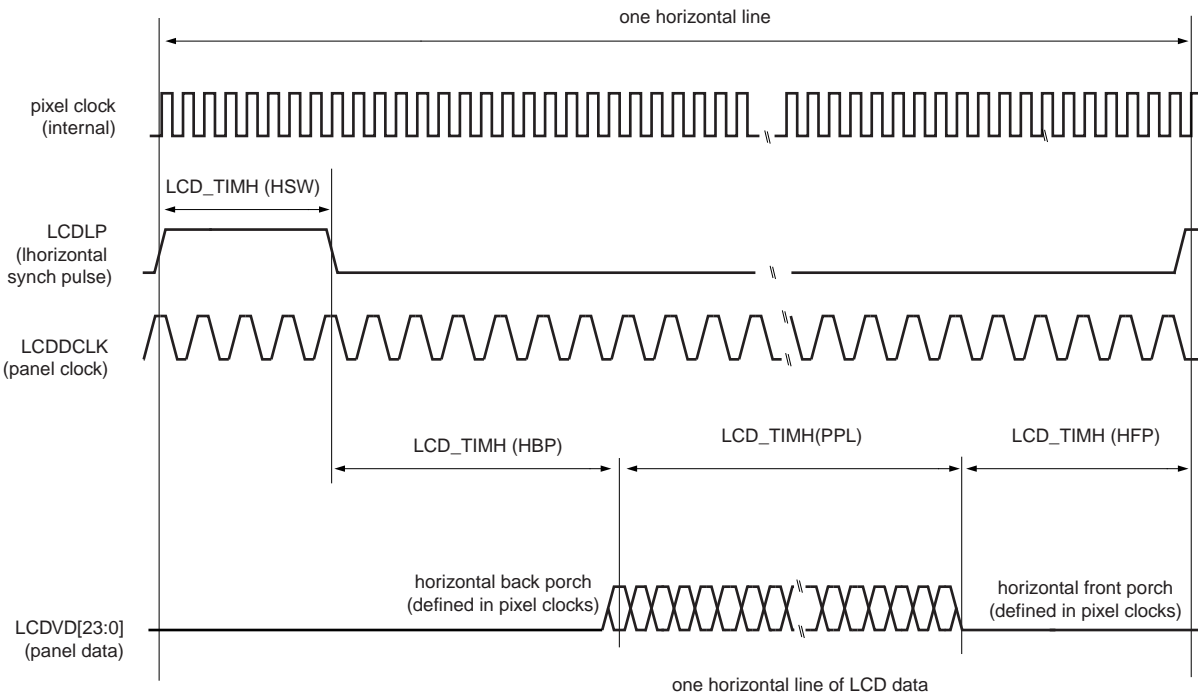 one horizontal line
pixel clock
(internal)
LCD_TIMH (HSW)
LCDLP
(lhorizontal
synch pulse)
LCDDCLK
(panel clock)
LCD_TIMH (HBP)
LCD_TIMH(PPL)
LCD_TIMH (HFP)
horizontal back porch
(defined in pixel clocks)
horizontal front porch
(defined in pixel clocks)
LCDVD[23:0]
(panel data)
one horizontal line of LCD data